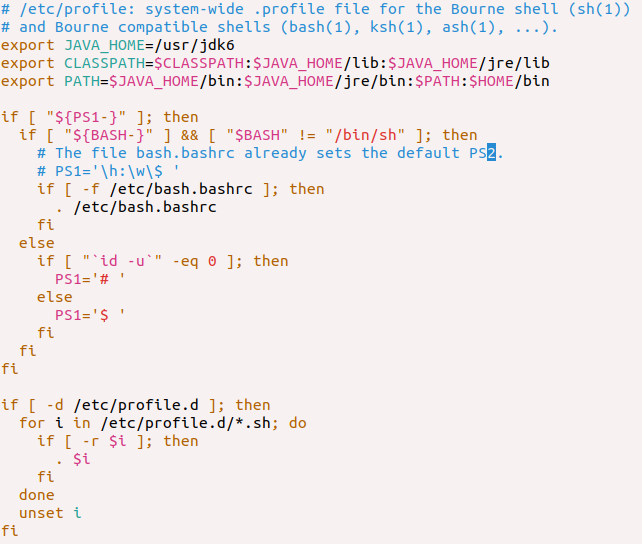 # /etc/profile: system-wide .profile file for the Bourne shell (sh(1))
# and Bourne compatible shells (bash(1), ksh(1), ash(1), ...).
export JAVA_HOME=/usr/jdk6
export CLASSPATH=$CLASSPATH:$JAVA_HOME/lib:$JAVA_HOME/jre/lib
export PATH=$JAVA_HOME/bin:$JAVA_HOME/jre/bin:$PATH:$HOME/bin

if [ "${PS1-}" ]; then
  if [ "${BASH-}" ] && [ "$BASH" != "/bin/sh" ]; then
    # The file bash.bashrc already sets the default PS2.
    # PS1='\h:\w\$ '
    if [ -f /etc/bash.bashrc ]; then
      . /etc/bash.bashrc
    fi
  else
    if [ "`id -u`" -eq 0 ]; then
      PS1='# '
    else
      PS1='$ '
    fi
  fi
fi

if [ -d /etc/profile.d ]; then
  for i in /etc/profile.d/*.sh; do
    if [ -r $i ]; then
      . $i
    fi
  done
  unset i
fi